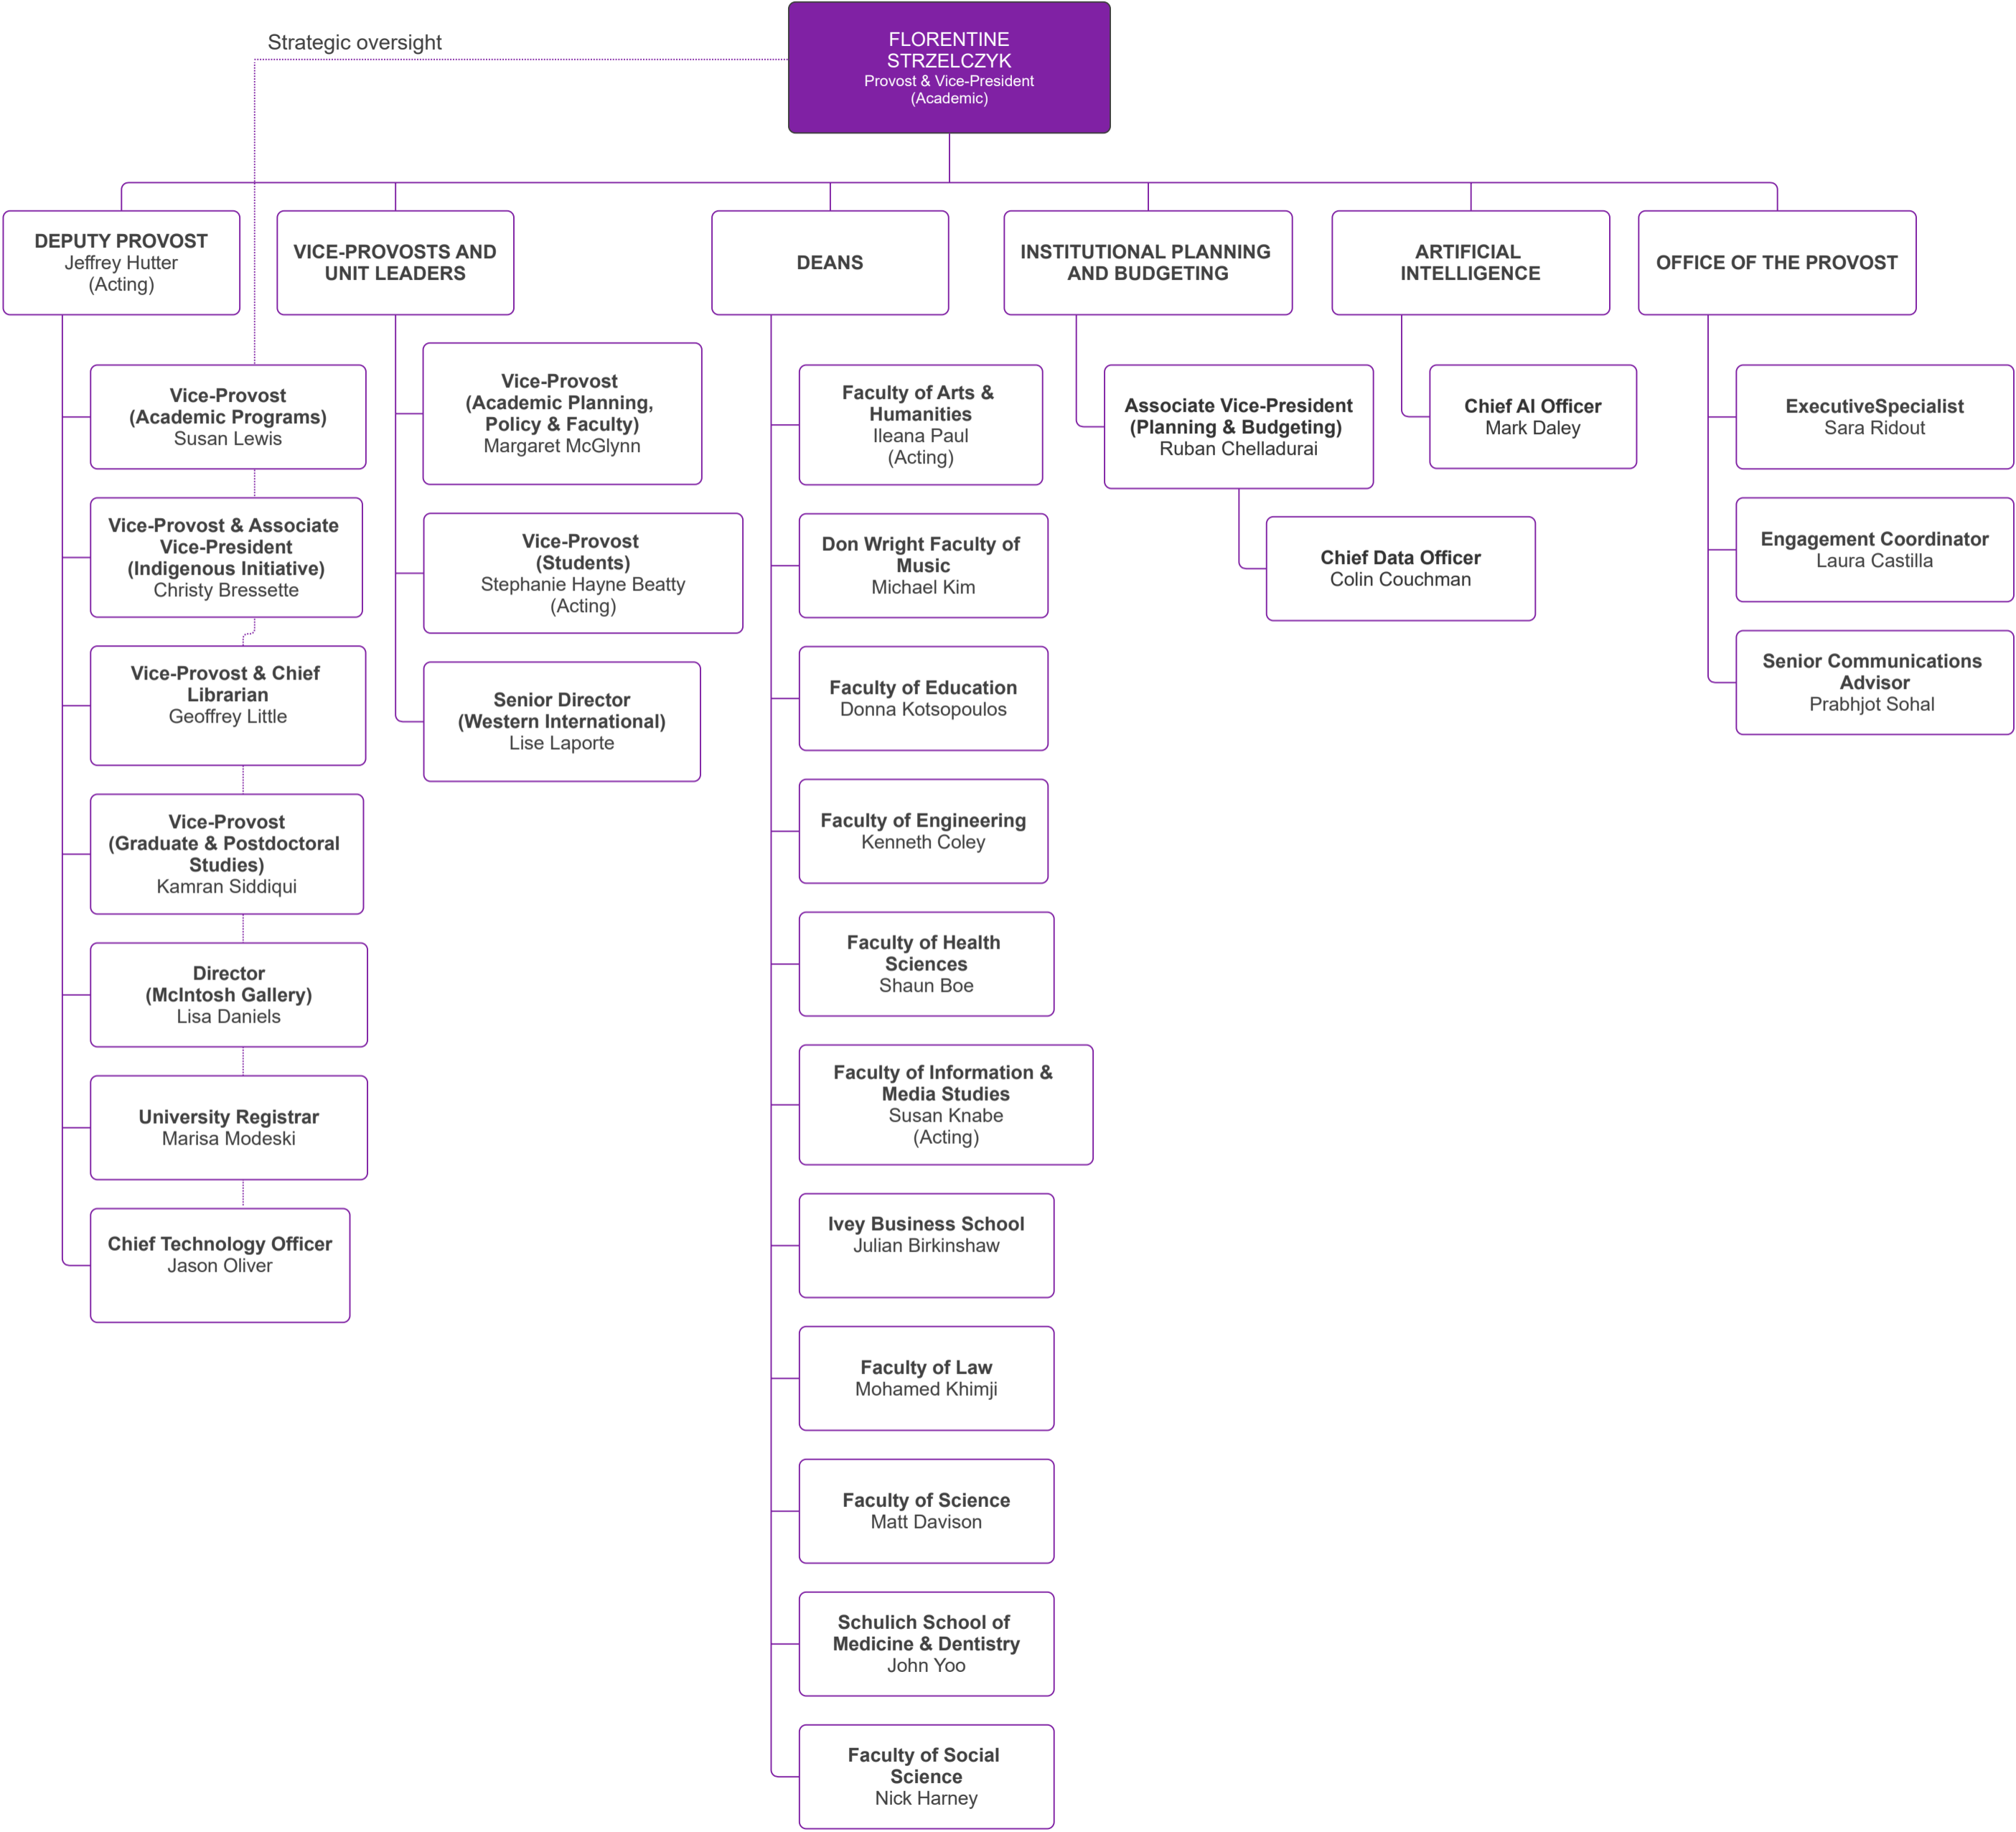 Strategic oversight
FLORENTINE
STRZELCZYK
Provost & Vice-President
(Academic)
DEPUTY PROVOST
Jeffrey Hutter
(Acting)
VICE-PROVOSTS AND
UNIT LEADERS
DEANS
INSTITUTIONAL PLANNING
AND BUDGETING
ARTIFICIAL
INTELLIGENCE
OFFICE OF THE PROVOST
Vice-Provost
(Academic Programs)
Susan Lewis
Vice-Provost & Associate
Vice-President
(Indigenous Initiative)
Christy Bressette
Vice-Provost & Chief
Librarian
Geoffrey Little
Vice-Provost
(Graduate & Postdoctoral
Studies)
Kamran Siddiqui
Director
(McIntosh Gallery)
Lisa Daniels
University Registrar
Marisa Modeski
Chief Technology Officer
Jason Oliver
Vice-Provost
(Academic Planning,
Policy & Faculty)
Margaret McGlynn
Vice-Provost
(Students)
Stephanie Hayne Beatty
(Acting)
Senior Director
(Western International)
Lise Laporte
Faculty of Arts &
Humanities
Ileana Paul
(Acting)
Don Wright Faculty of
Music
Michael Kim
Faculty of Education
Donna Kotsopoulos
Faculty of Engineering
Kenneth Coley
Faculty of Health
Sciences
Shaun Boe
Faculty of Information &
Media Studies
Susan Knabe
(Acting)
Ivey Business School
Julian Birkinshaw
Faculty of Law
Mohamed Khimji
Faculty of Science
Matt Davison
Schulich School of
Medicine & Dentistry
John Yoo
Faculty of Social
Science
Nick Harney
Associate Vice-President
(Planning & Budgeting)
Ruban Chelladurai
Chief Data Officer
Colin Couchman
Chief AI Officer
Mark Daley
ExecutiveSpecialist
Sara Ridout
Engagement Coordinator
Laura Castilla
Senior Communications
Advisor
Prabhjot Sohal